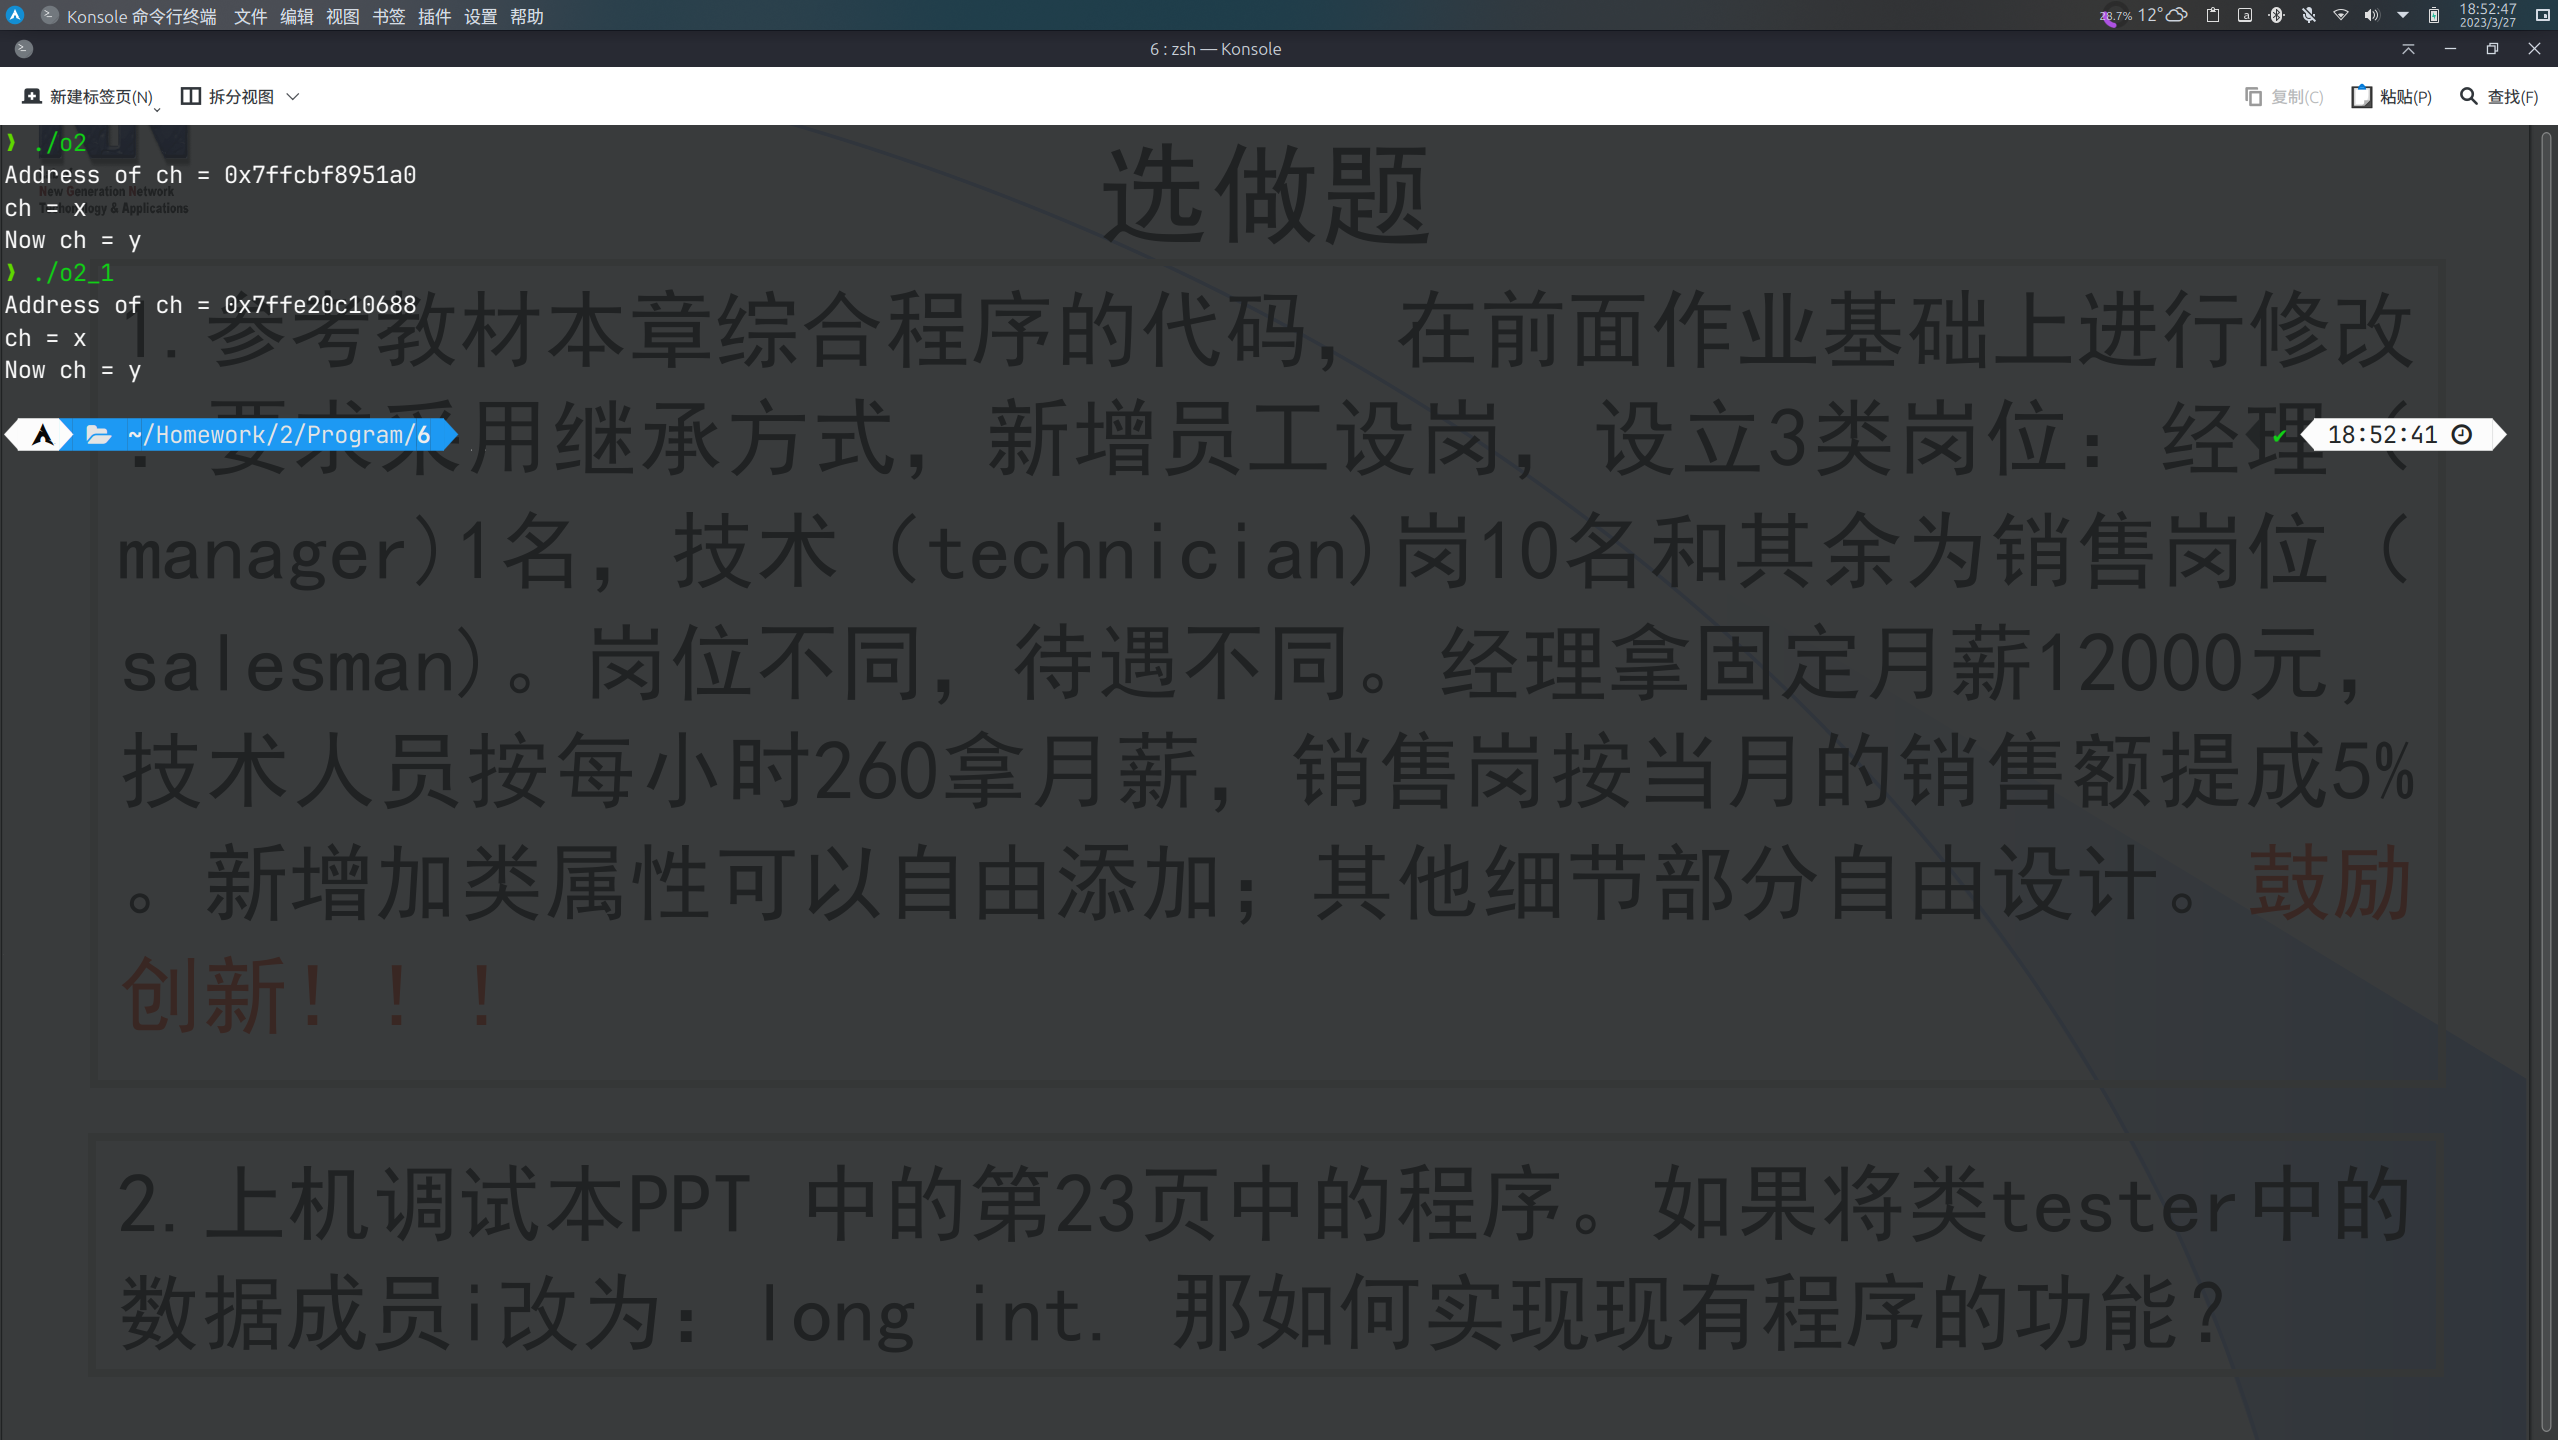 Konsole 命令行终端 文件 编辑 视图 书签 插件 设置 帮助
28.7% 12° 18:52:47
2023/3/27
6 : zsh — Konsole
新建标签页(N) 拆分视图 复制(C) 粘贴(P) 查找(F)
./o2
Address of ch = 0x7ffcbf8951a0
ch = x
Now ch = y
./o2_1
Address of ch = 0x7ffe20c10688
ch = x
Now ch = y
~/Homework/2/Program/6
18:52:41
New Generation Network
& Applications
选做题
1.参考教材本章综合程序的代码，在前面作业基础上进行修改
：要求采用继承方式，新增员工设岗，设立3类岗位：经理（
manager)1名，技术（technician)岗10名和其余为销售岗位（
salesman)。岗位不同，待遇不同。经理拿固定月薪12000元，
技术人员按每小时260拿月薪，销售岗按当月的销售额提成5%
。新增加类属性可以自由添加；其他细节部分自由设计。鼓励
创新！！！
2.上机调试本PPT 中的第23页中的程序。如果将类tester中的
数据成员i改为：long int. 那如何实现现有程序的功能？